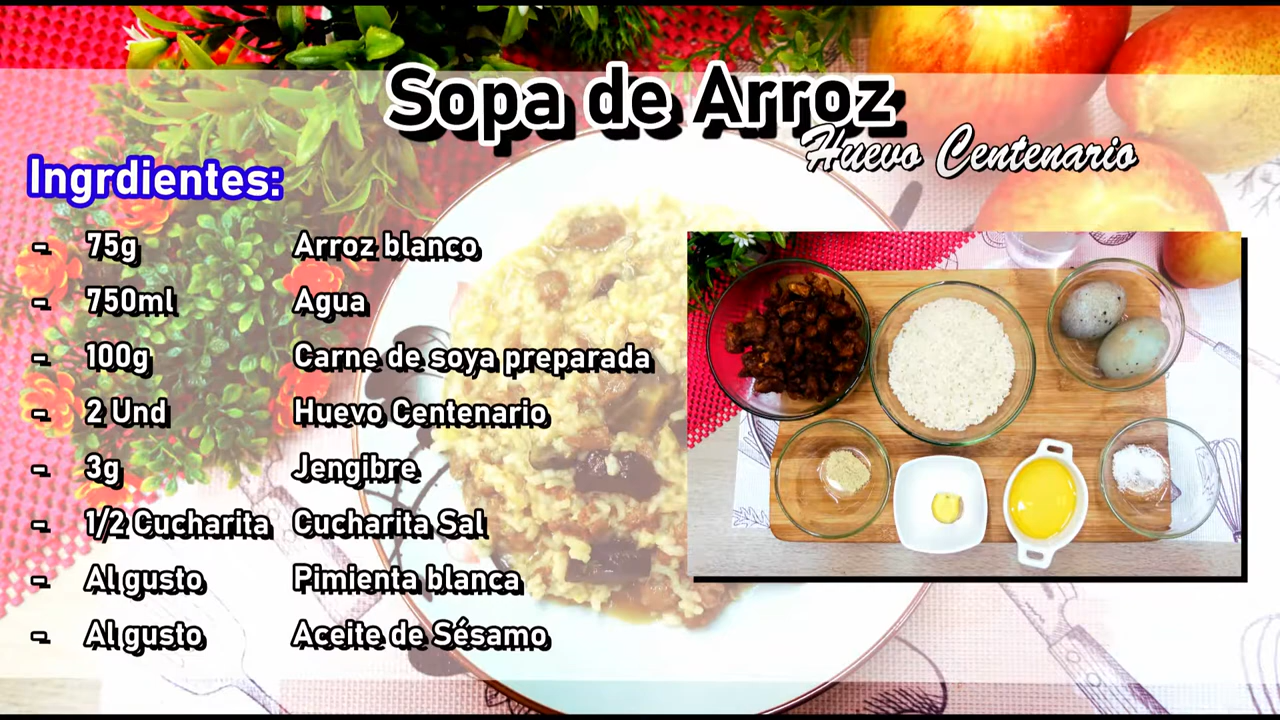 Sopa de Arroz
Huevo Centenario
Ingrdientes:
- 75g Arroz blanco
- 750ml Agua
- 100g Carne de soya preparada
- 2 Und Huevo Centenario
- 3g Jengibre
- 1/2 Cucharita Cucharita Sal
- Al gusto Pimienta blanca
- Al gusto Aceite de Sésamo